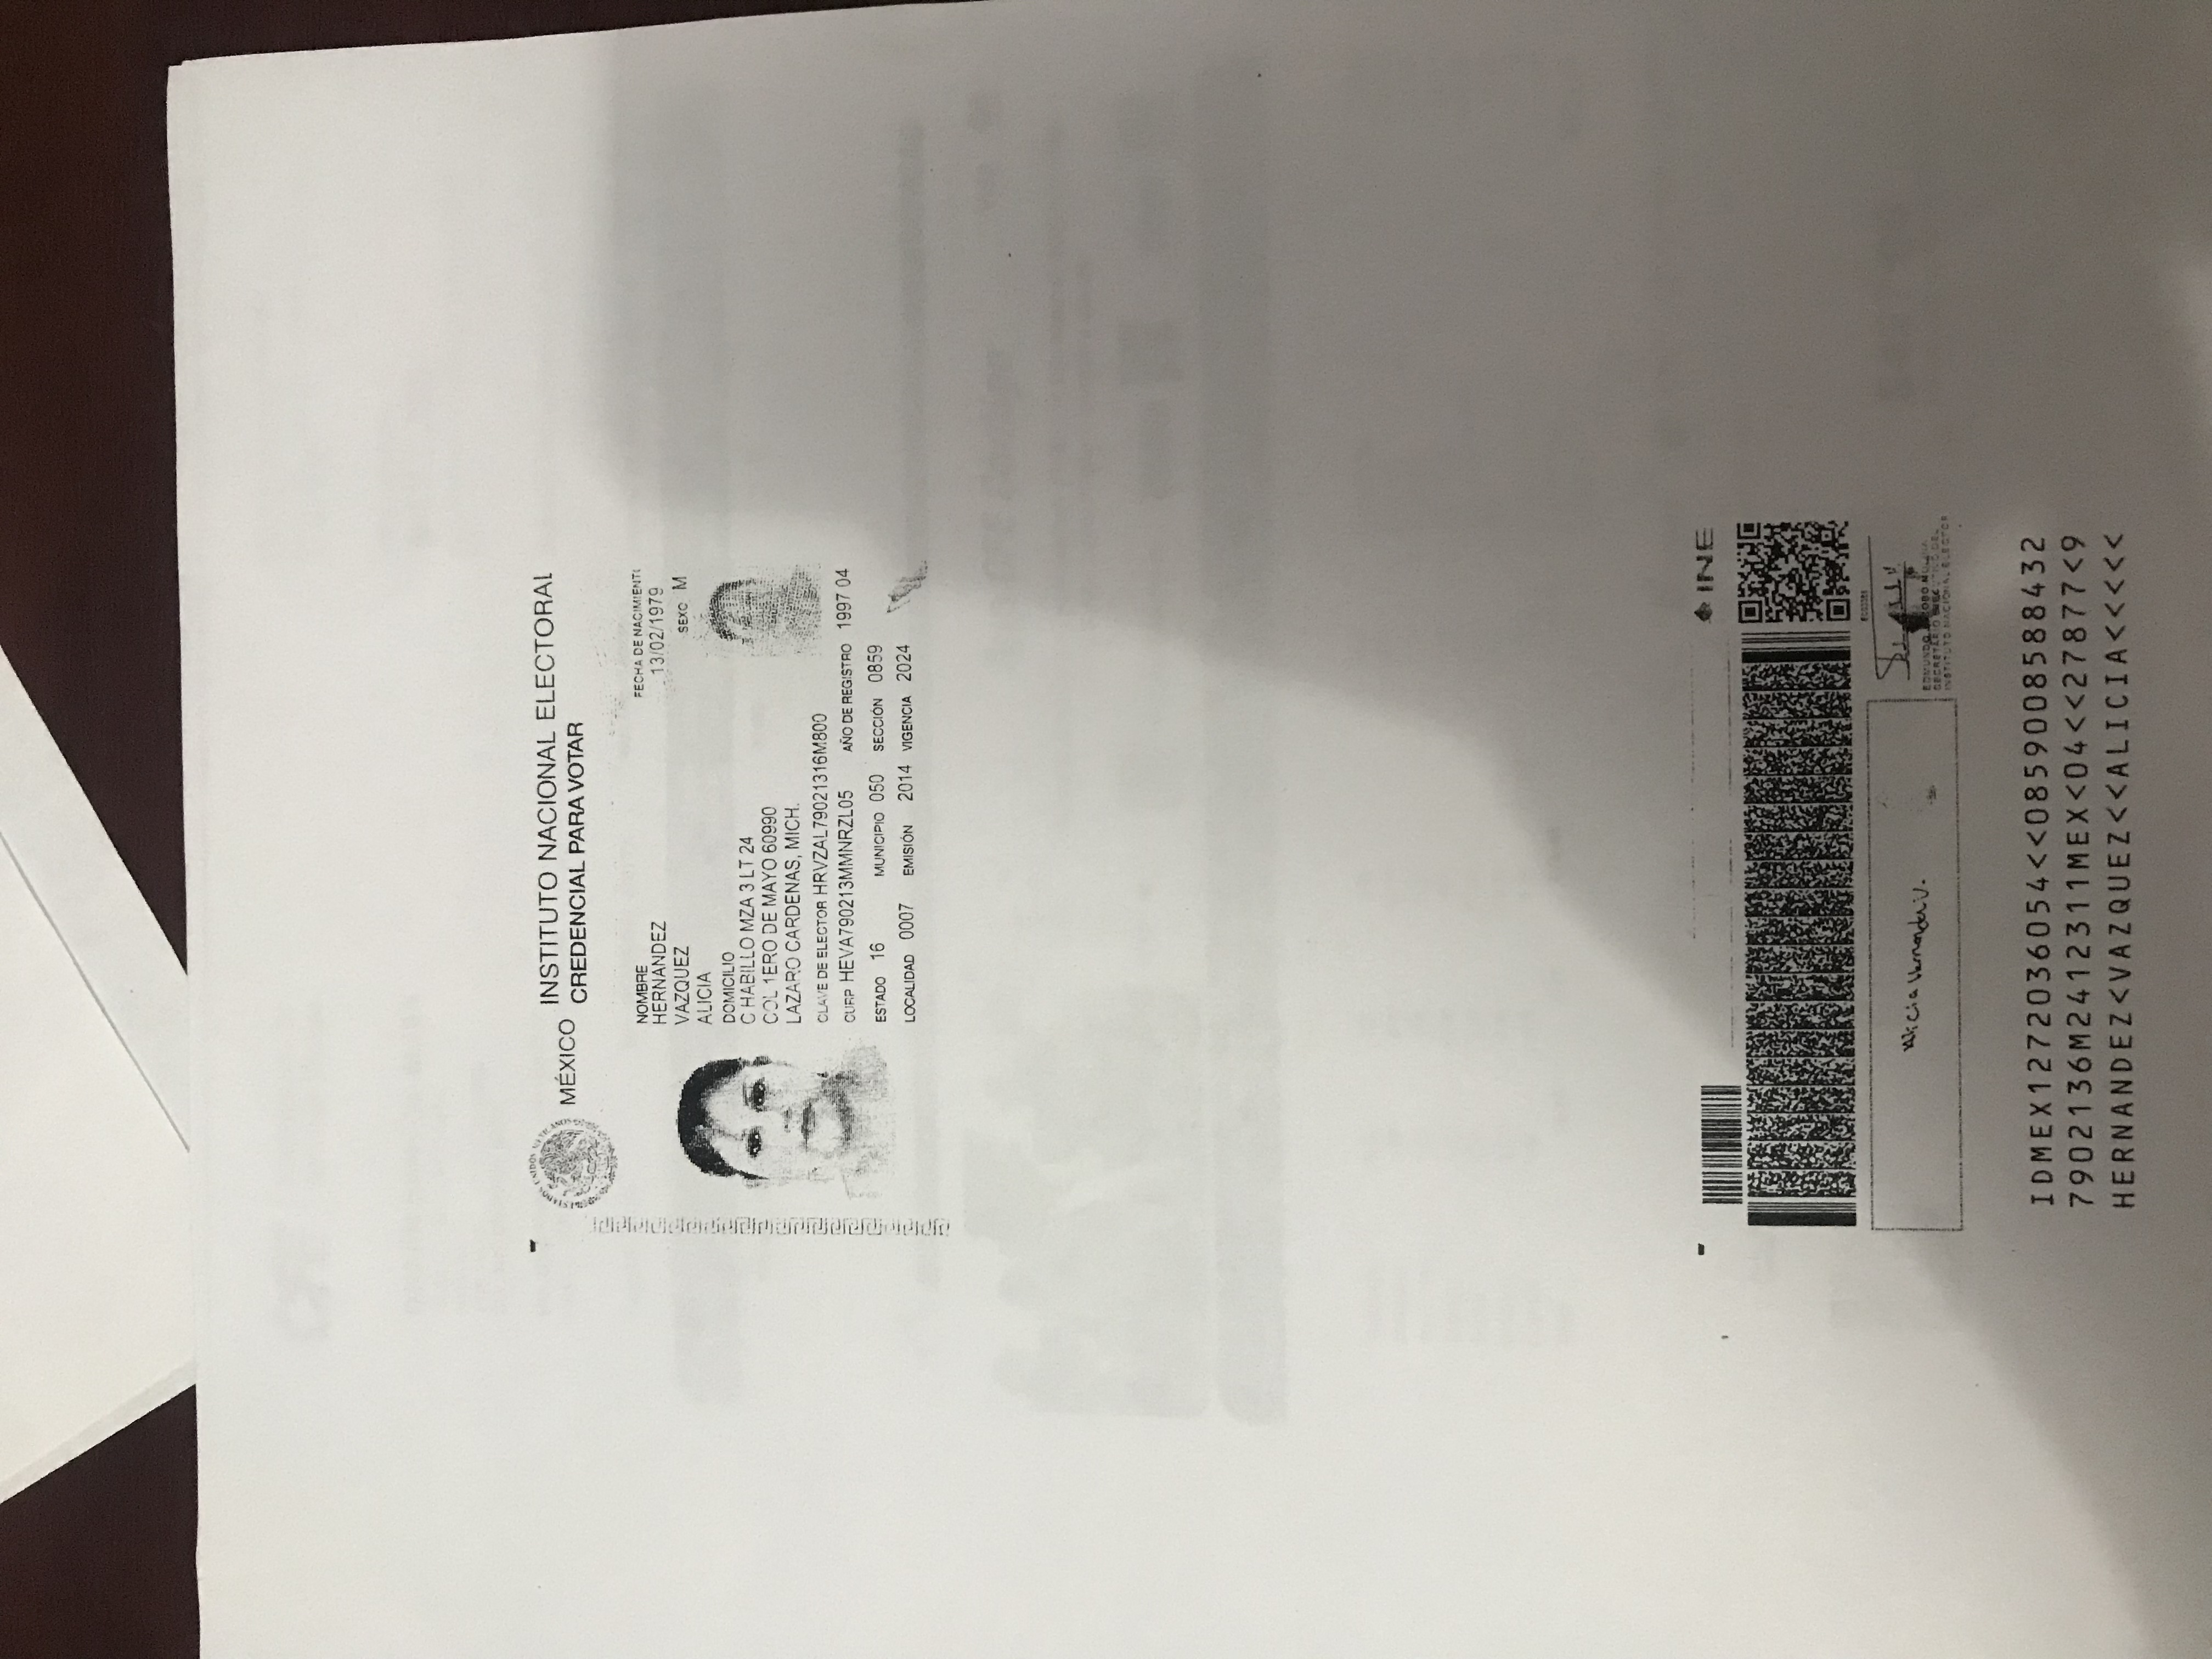 MÉXICO
INSTITUTO NACIONAL ELECTORAL
CREDENCIAL PARA VOTAR
NOMBRE
HERNANDEZ
VAZQUEZ
ALICIA
FECHA DE NACIMIENTO
13/02/1979
SEXO M
DOMICILIO
C HABILLO MZA 3 LT 24
COL 1ERO DE MAYO 60990
LAZARO CARDENAS, MICH.
CLAVE DE ELECTOR HRVZAL79021316M800
CURP HEVA790213MMNRZL05 AÑO DE REGISTRO 1997 04
ESTADO 16 MUNICIPIO 050 SECCIÓN 0859
LOCALIDAD 0007 EMISIÓN 2014 VIGENCIA 2024
INE
Alicia Hernandez V.
EDMUNDO JACOBO MOLINA
SECRETARIO EJECUTIVO DEL
INSTITUTO NACIONAL ELECTOR
IDMEX1272036054<<0859008588432
7902136M2412311MEX<04<<27877<9
HERNANDEZ<VAZQUEZ<<ALICIA<<<<<